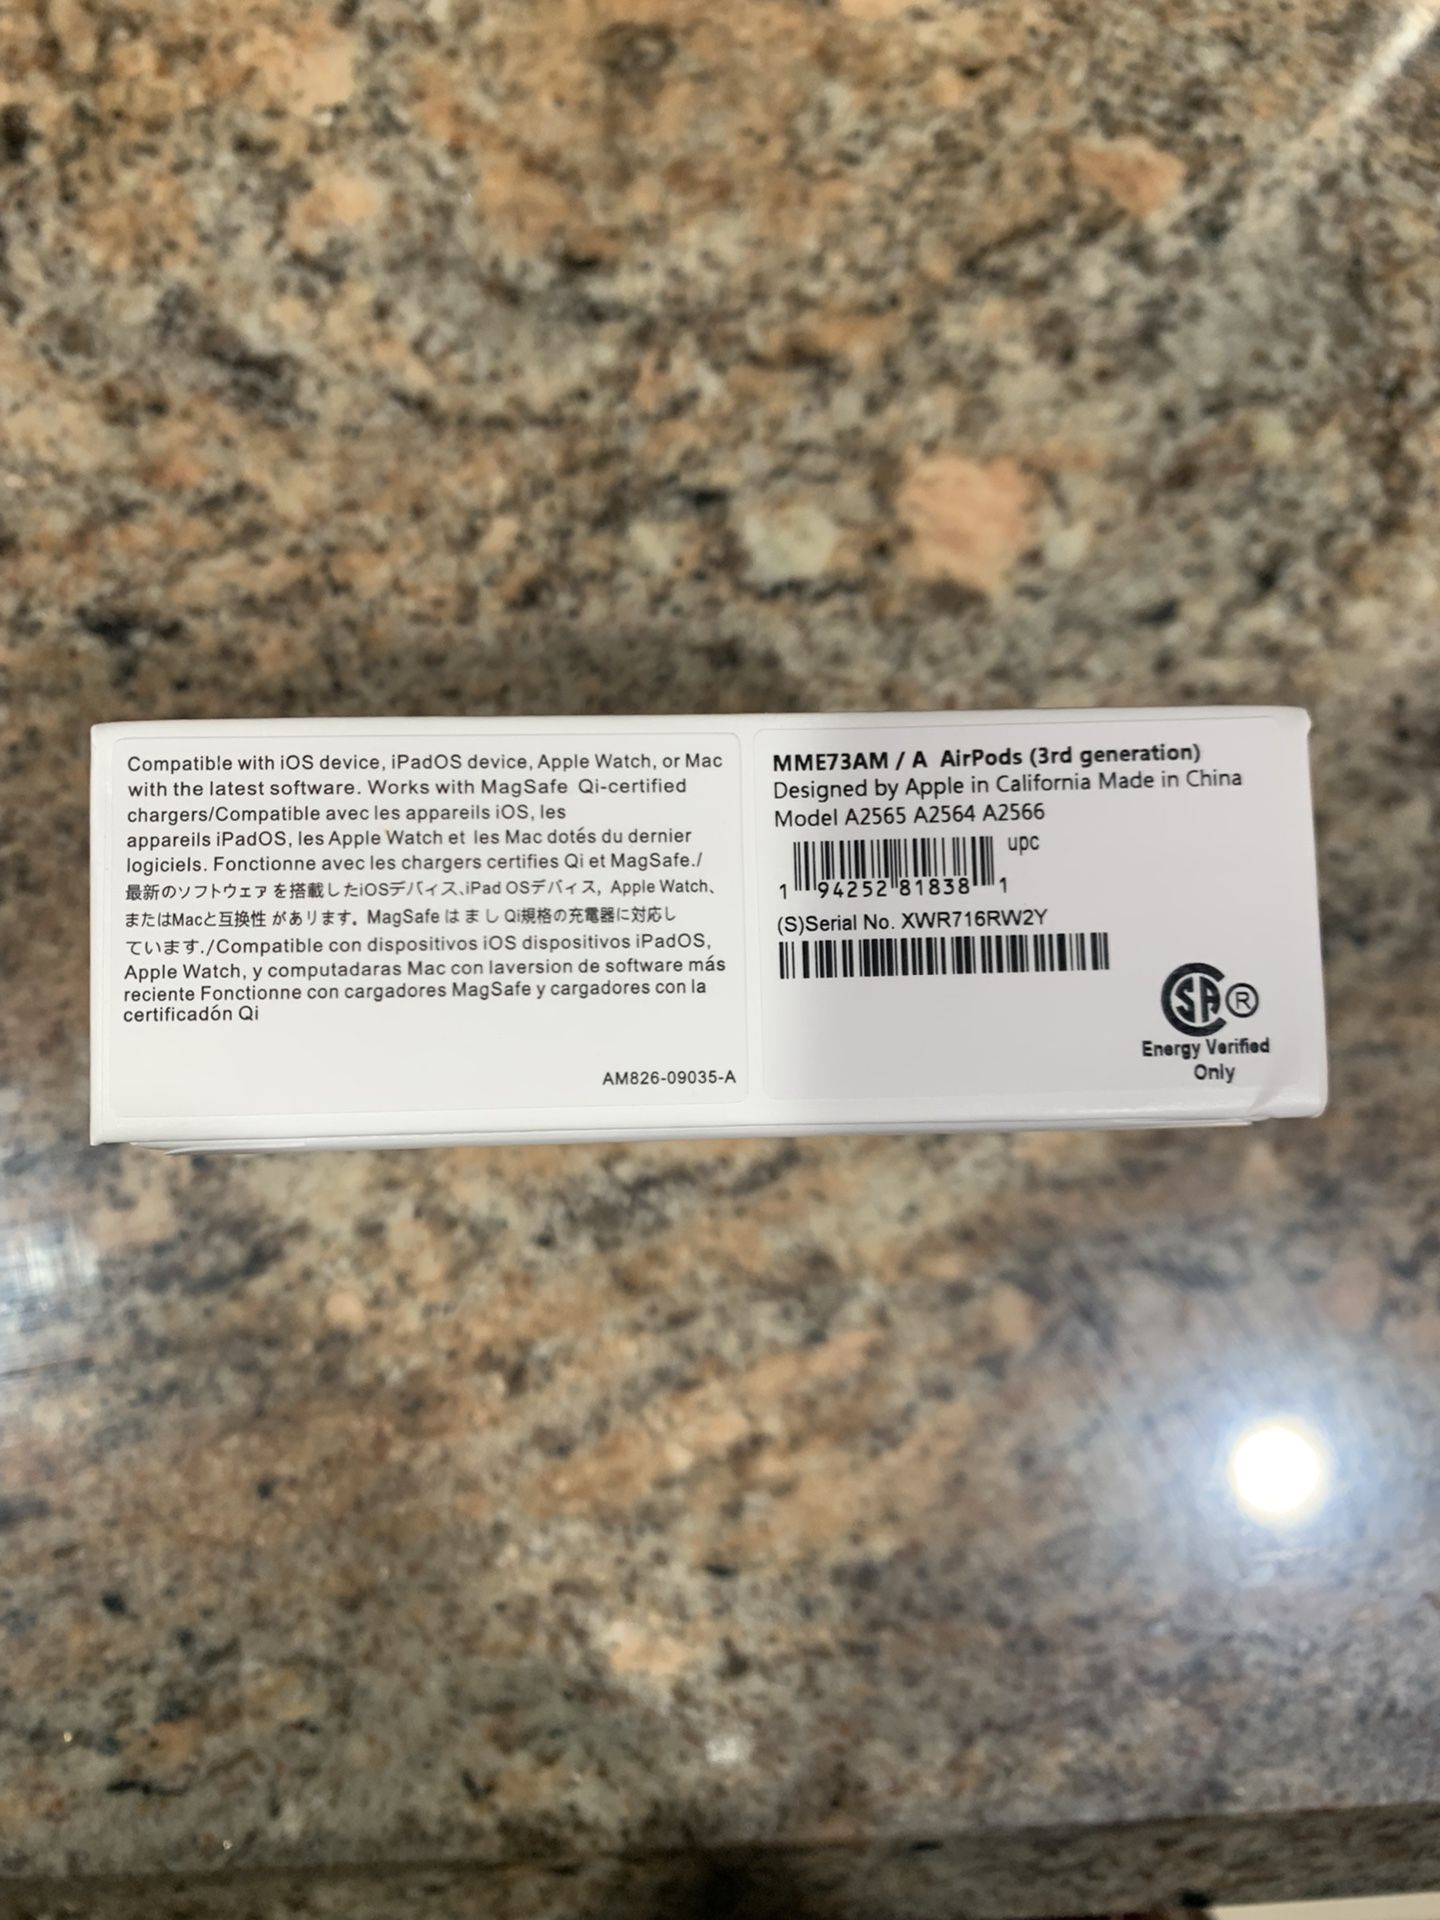 Compatible with iOS device, iPadOS device, Apple Watch, or Mac
with the latest software. Works with MagSafe Qi-certified
chargers/Compatible avec les appareils iOS, les
appareils iPadOS, les Apple Watch et les Mac dotés du dernier
logiciels. Fonctionne avec les chargers certifies Qi et MagSafe./
最新のソフトウェアを搭載したiOSデバイス、iPad OSデバイス, Apple Watch、
またはMacと互換性 があります。MagSafe は ま し Qi規格の充電器に対応し
ています./Compatible con dispositivos iOS dispositivos iPadOS,
Apple Watch, y computadaras Mac con laversion de software más
reciente Fonctionne con cargadores MagSafe y cargadores con la
certificadón Qi
AM826-09035-A
MME73AM / A AirPods (3rd generation)
Designed by Apple in California Made in China
Model A2565 A2564 A2566
upc
1 94252 81838 1
(S)Serial No. XWR716RW2Y
SA ®
Energy Verified
Only